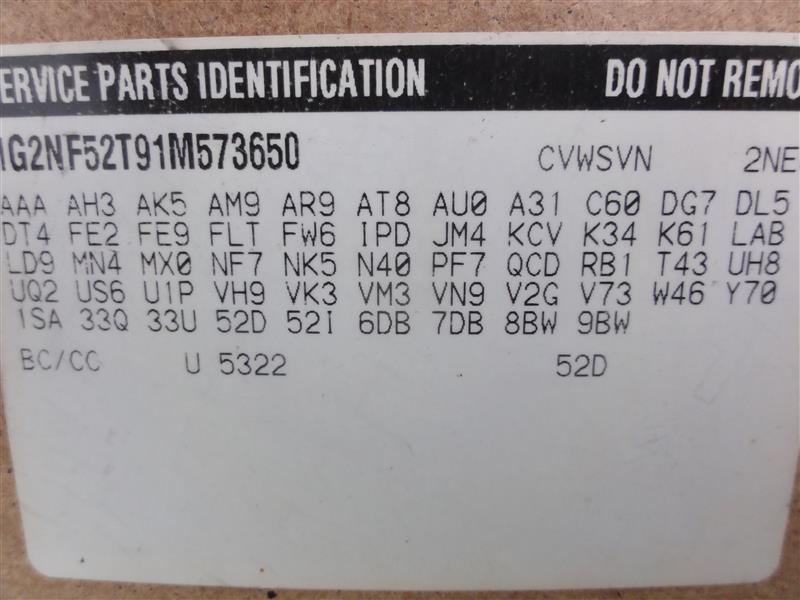 ERVICE PARTS IDENTIFICATION DO NOT REMO
1G2NF52T91M573650 CVWSVN 2NE
AAA AH3 AK5 AM9 AR9 AT8 AU0 A31 C60 DG7 DL5
DT4 FE2 FE9 FLT FW6 IPD JM4 KCV K34 K61 LAB
LD9 MN4 MX0 NF7 NK5 N40 PF7 QCD RB1 T43 UH8
UQ2 US6 U1P VH9 VK3 VM3 VN9 V2G V73 W46 Y70
1SA 33Q 33U 52D 52I 6DB 7DB 8BW 9BW
BC/CC U 5322 52D